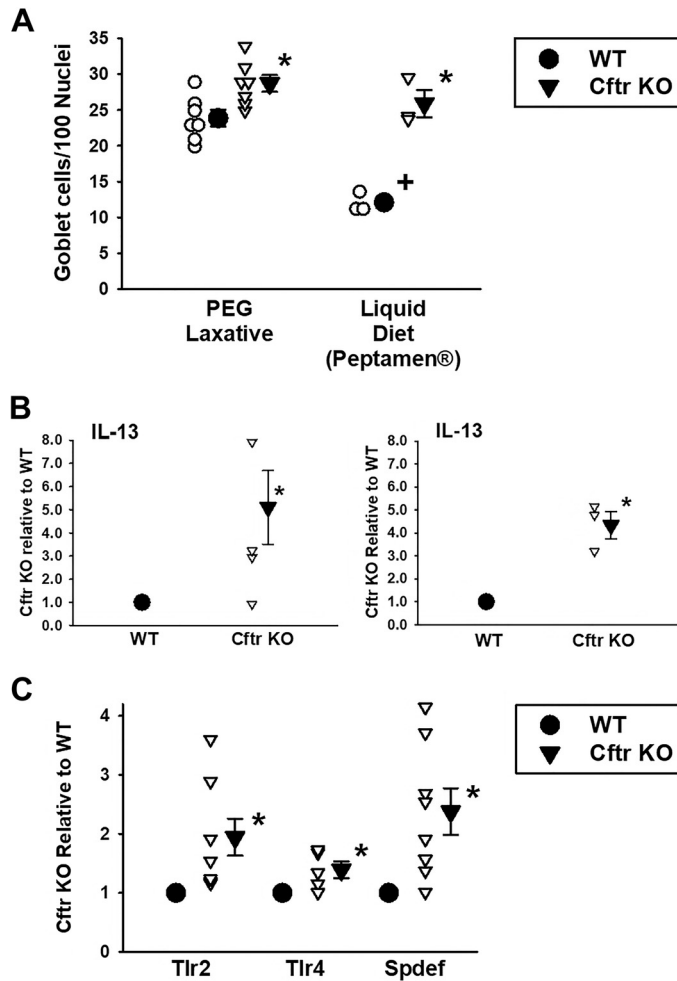 A
35
30
25
20
15
10
5
0
Goblet cells/100 Nuclei
*
*
+
PEG
Laxative
Liquid
Diet
(Peptamen®)
WT
Cftr KO
B
IL-13
8.0
7.0
6.0
5.0
4.0
3.0
2.0
1.0
0.0
Cftr KO relative to WT
*
WT
Cftr KO
IL-13
8.0
7.0
6.0
5.0
4.0
3.0
2.0
1.0
0.0
Cftr KO Relative to WT
*
WT
Cftr KO
C
4
3
2
1
0
Cftr KO Relative to WT
*
*
*
Tlr2
Tlr4
Spdef
WT
Cftr KO